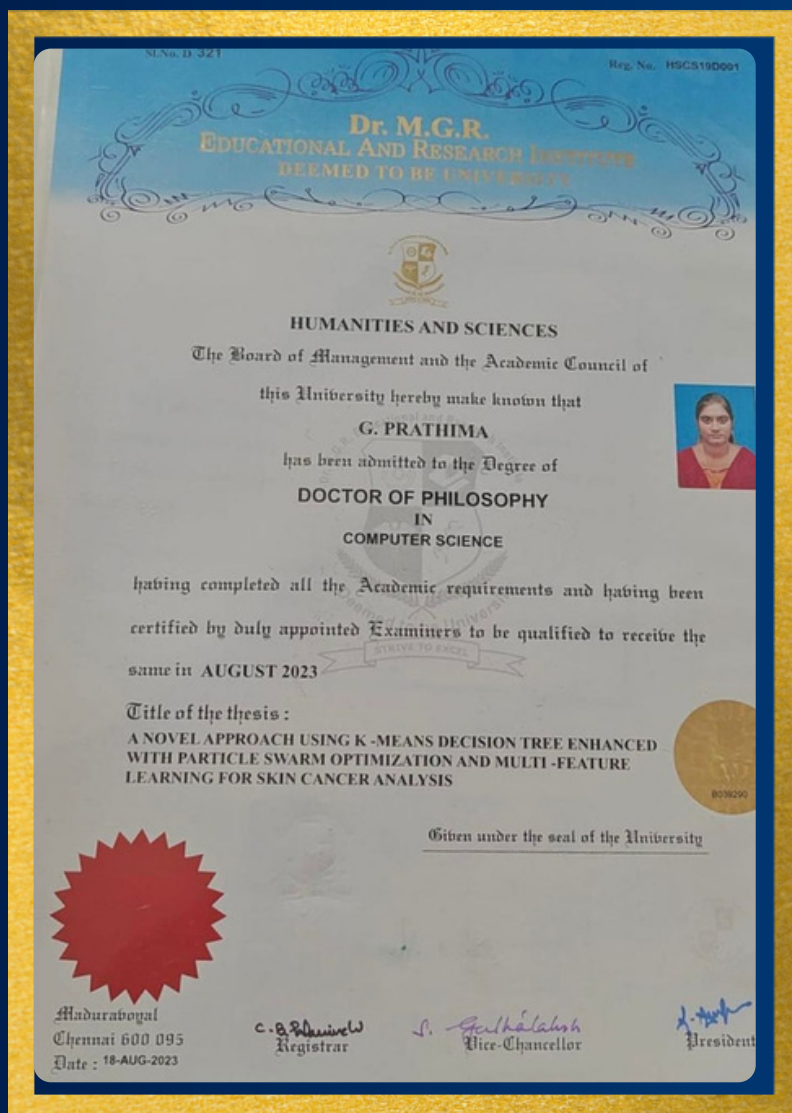 Sl.No. D. 321
Reg. No. HSCS19D001
Dr. M.G.R.
EDUCATIONAL AND RESEARCH INSTITUTE
DEEMED TO BE UNIVERSITY
HUMANITIES AND SCIENCES
The Board of Management and the Academic Council of
this University hereby make known that
G. PRATHIMA
has been admitted to the Degree of
DOCTOR OF PHILOSOPHY
IN
COMPUTER SCIENCE
having completed all the Academic requirements and having been
certified by duly appointed Examiners to be qualified to receive the
same in AUGUST 2023
STRIVE TO EXCEL
Title of the thesis :
A NOVEL APPROACH USING K -MEANS DECISION TREE ENHANCED
WITH PARTICLE SWARM OPTIMIZATION AND MULTI -FEATURE
LEARNING FOR SKIN CANCER ANALYSIS
B039290
Given under the seal of the University
Maduravoyal
Chennai 600 095
Date : 18-AUG-2023
Registrar
Vice-Chancellor
President